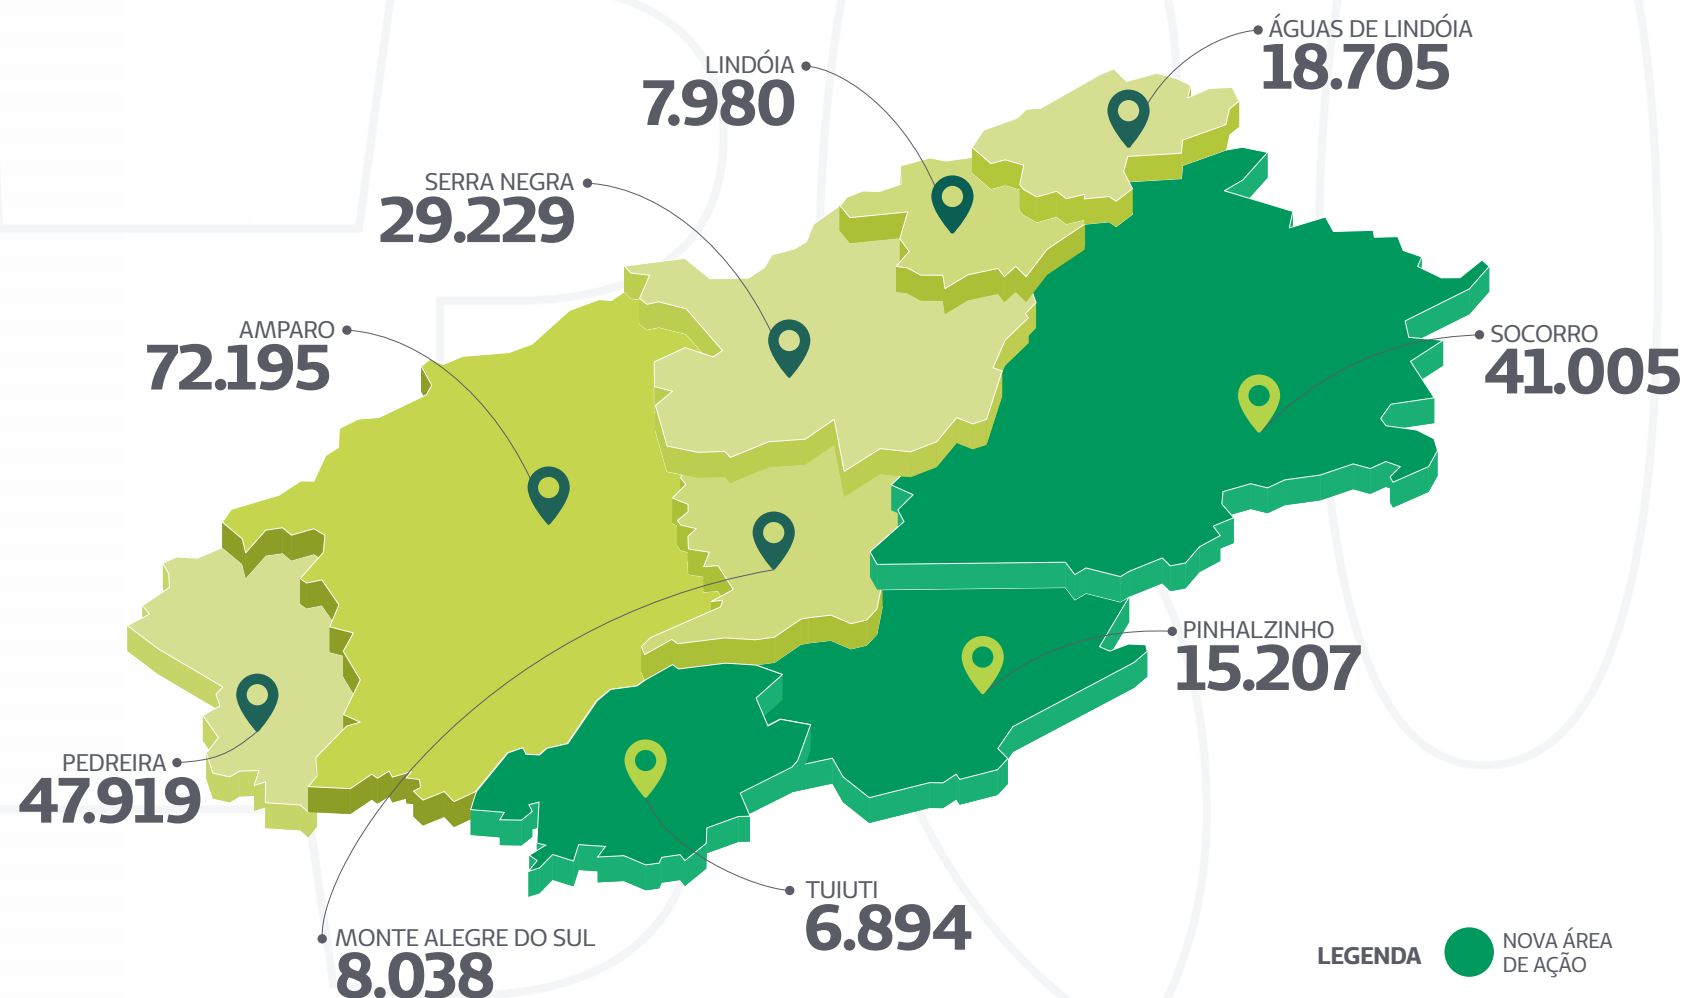 ÁGUAS DE LINDÓIA
18.705
LINDÓIA
7.980
SERRA NEGRA
29.229
AMPARO
72.195
SOCORRO
41.005
PINHALZINHO
15.207
PEDREIRA
47.919
TUIUTI
6.894
MONTE ALEGRE DO SUL
8.038
LEGENDA
NOVA ÁREA
DE AÇÃO